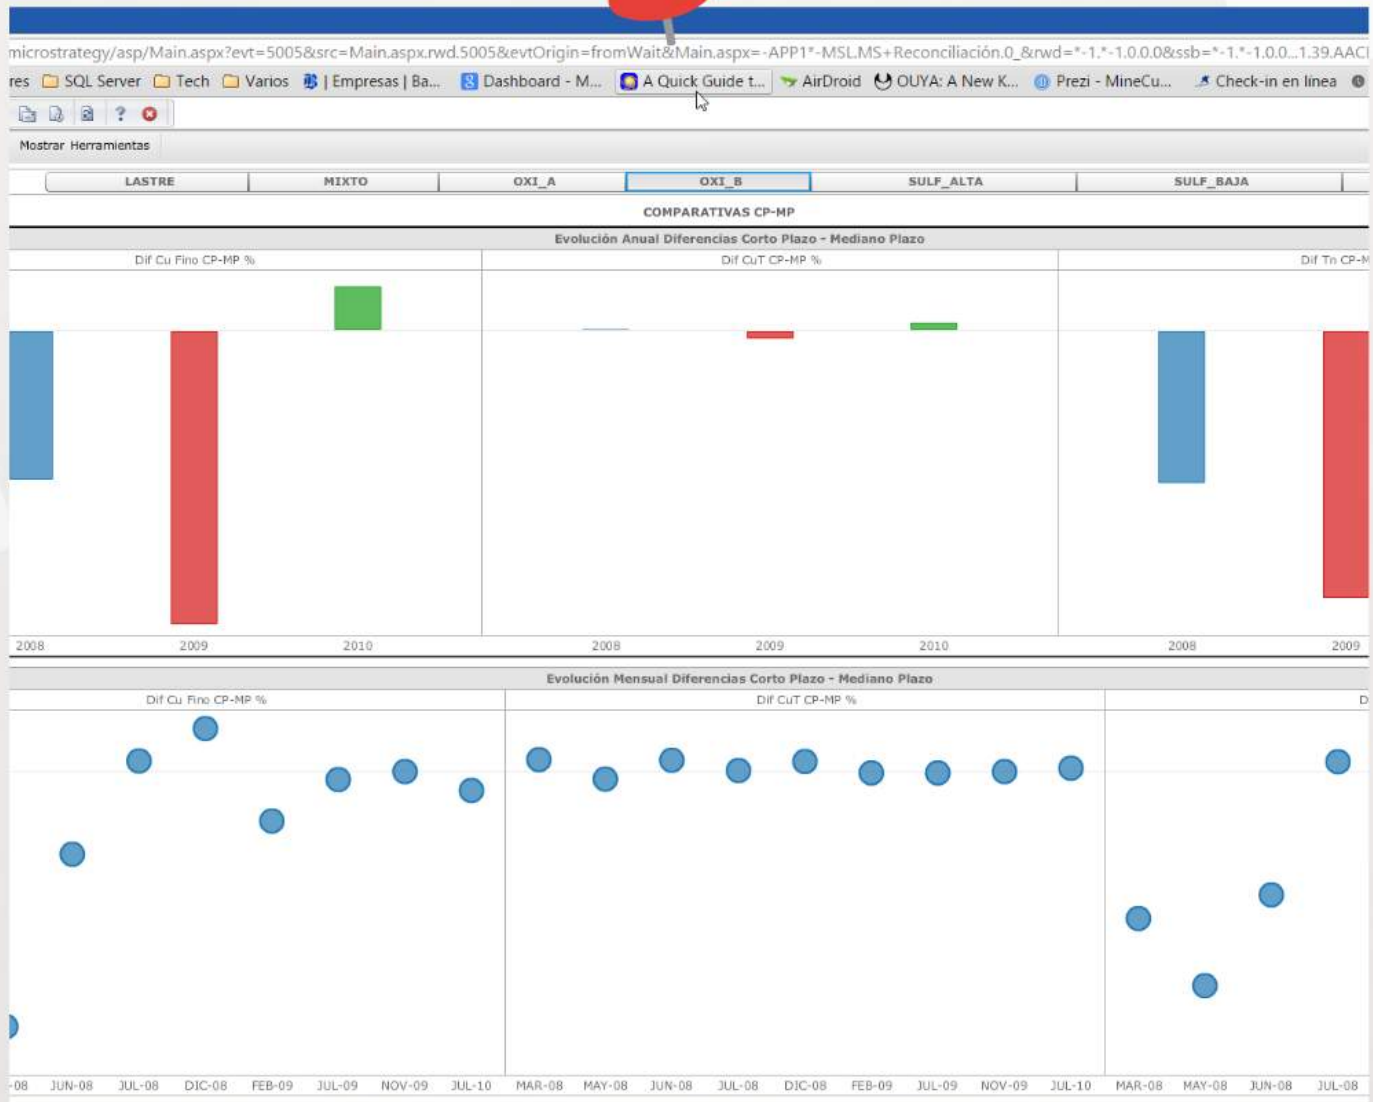 microstrategy/asp/Main.aspx?evt=5005&src=Main.aspx.rwd.5005&evtOrigin=fromWait&Main.aspx=-APP1*-MSI.MS+Reconciliación.0_&rwd=*-1.*-1.0.0.0&ssb=*-1.*-1.0.0...1.39.AACI
res SQL Server Tech Varios | Empresas | Ba... Dashboard - M... A Quick Guide t... AirDroid OUYA: A New K... Prezi - MineCu... Check-in en línea
Mostrar Herramientas
LASTRE MIXTO OXI_A OXI_B SULF_ALTA SULF_BAJA
COMPARATIVAS CP-MP
Evolución Anual Diferencias Corto Plazo - Mediano Plazo
Dif Cu Fino CP-MP % Dif CuT CP-MP % Dif Tn CP-M
2008 2009 2010 2008 2009 2010 2008 2009
Evolución Mensual Diferencias Corto Plazo - Mediano Plazo
Dif Cu Fino CP-MP % Dif CuT CP-MP % D
-08 JUN-08 JUL-08 DIC-08 FEB-09 JUL-09 NOV-09 JUL-10 MAR-08 MAY-08 JUN-08 JUL-08 DIC-08 FEB-09 JUL-09 NOV-09 JUL-10 MAR-08 MAY-08 JUN-08 JUL-08